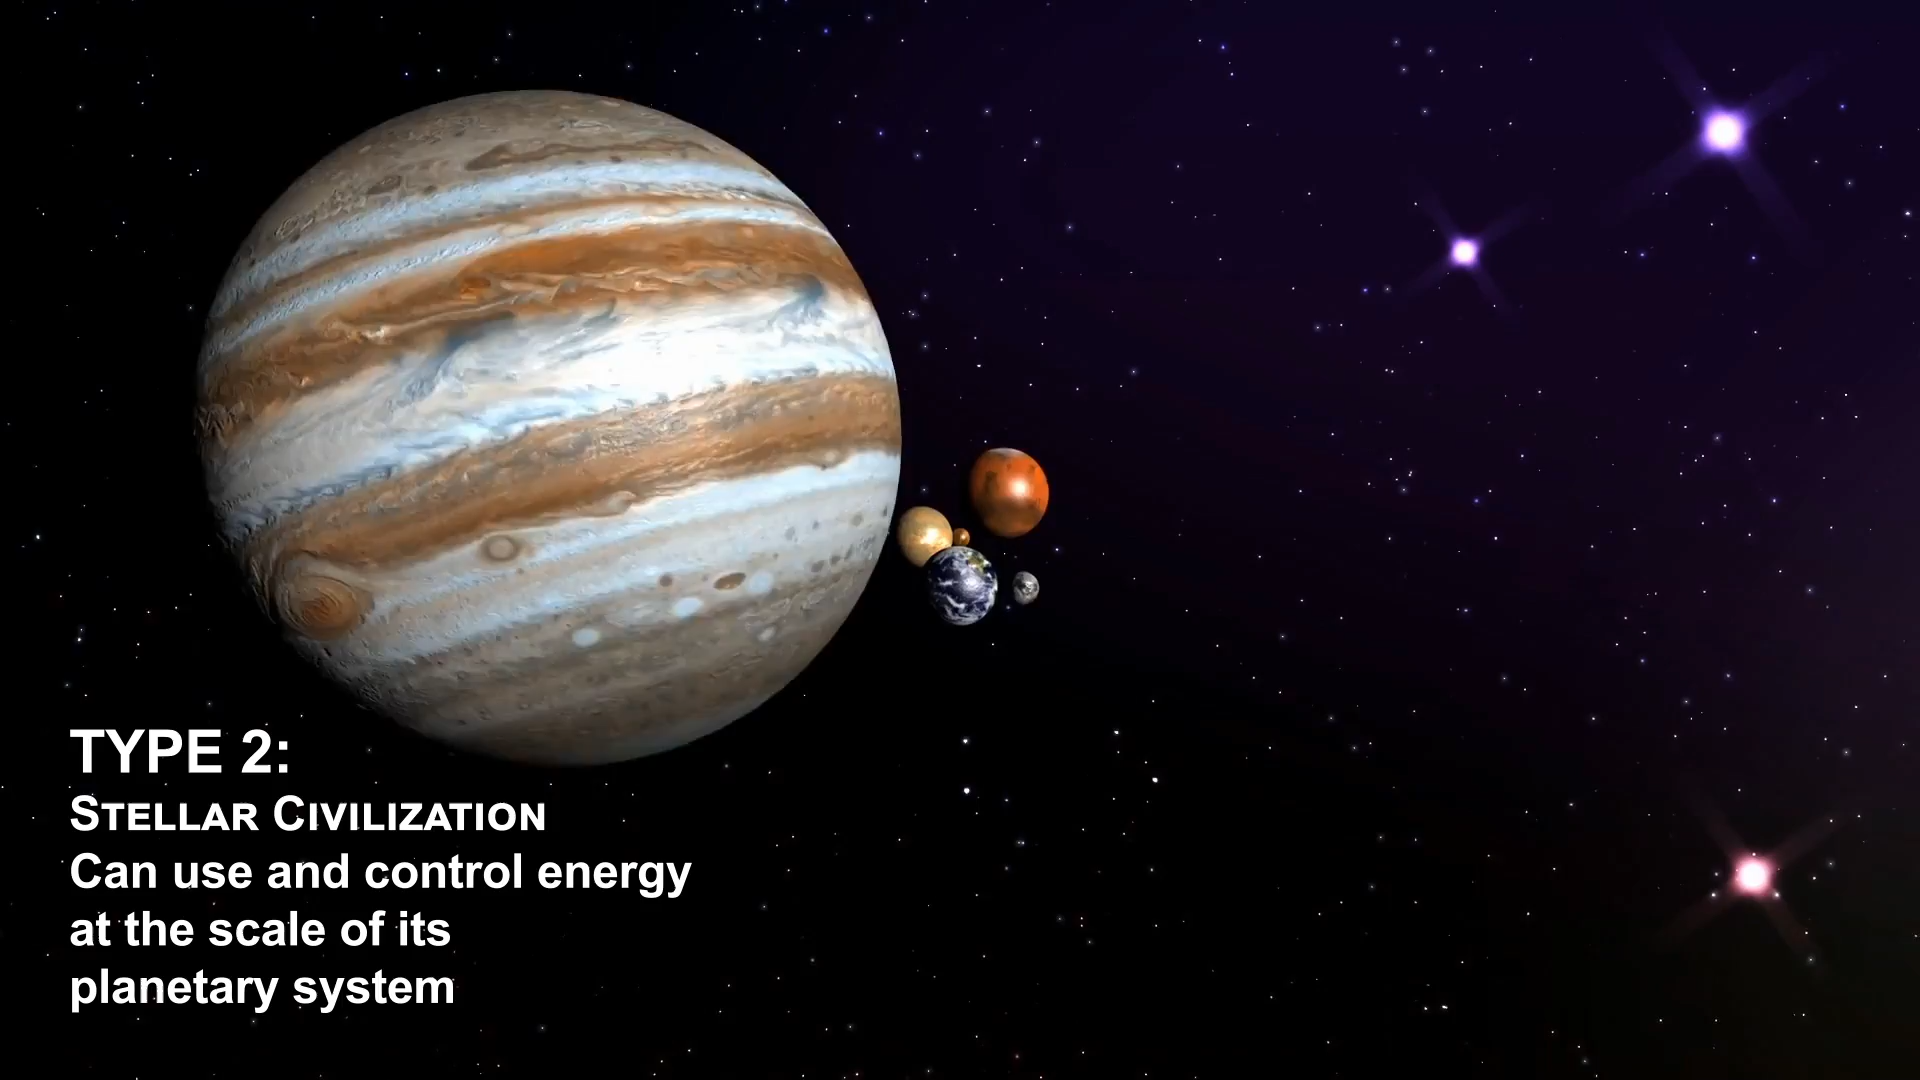 TYPE 2:
STELLAR CIVILIZATION
Can use and control energy
at the scale of its
planetary system